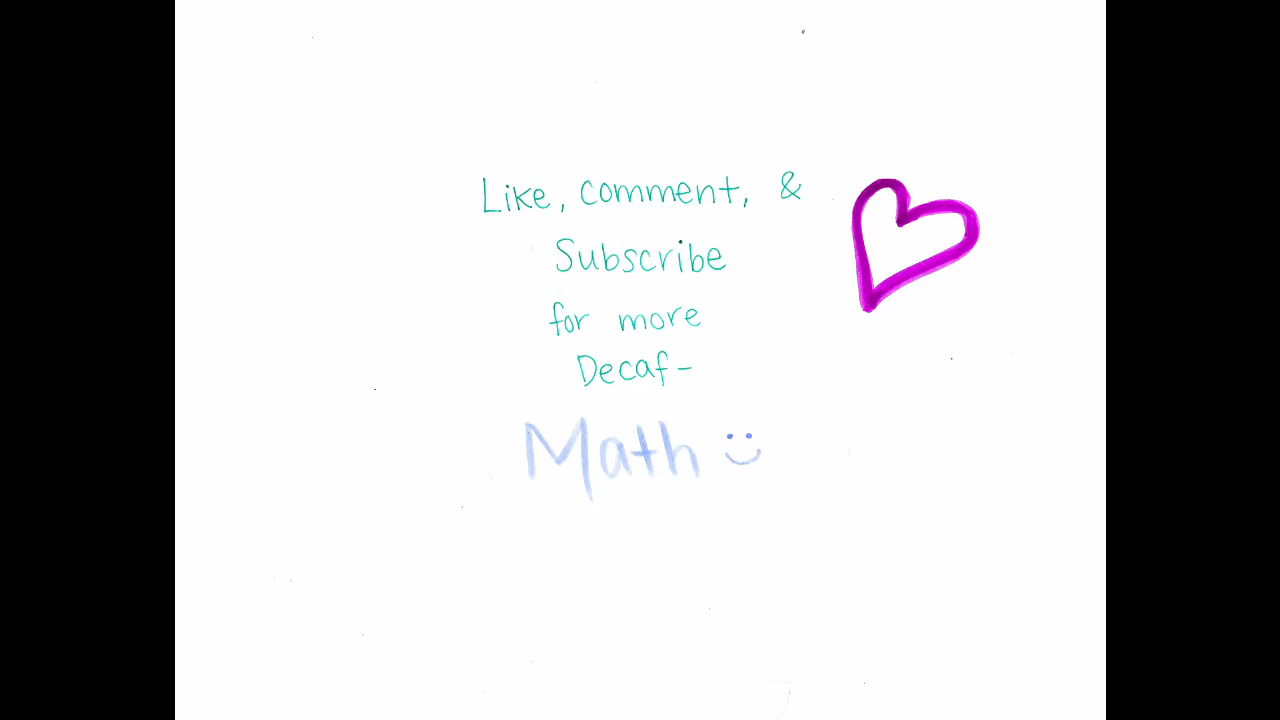 Like, comment, &
Subscribe
for more
Decaf-
Math